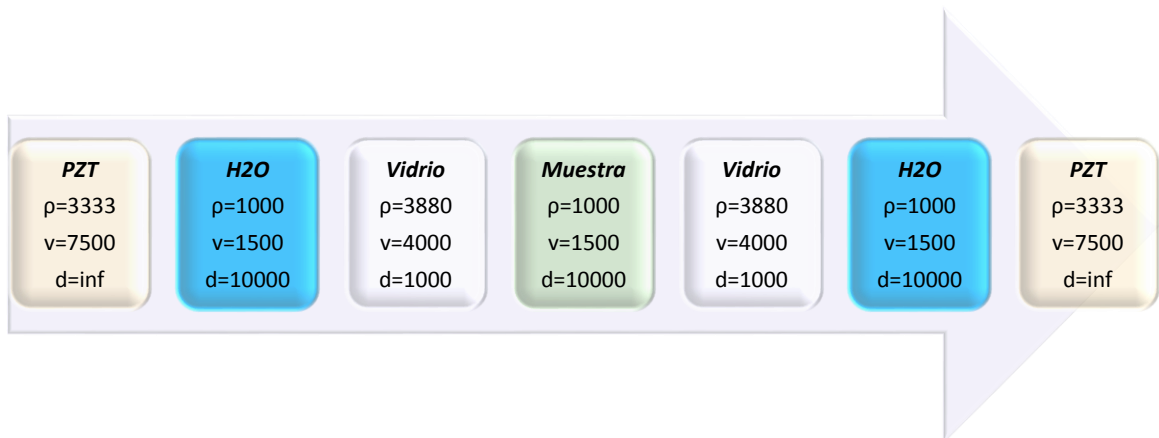 PZT
ρ=3333
v=7500
d=inf
H2O
ρ=1000
v=1500
d=10000
Vidrio
ρ=3880
v=4000
d=1000
Muestra
ρ=1000
v=1500
d=10000
Vidrio
ρ=3880
v=4000
d=1000
H2O
ρ=1000
v=1500
d=10000
PZT
ρ=3333
v=7500
d=inf